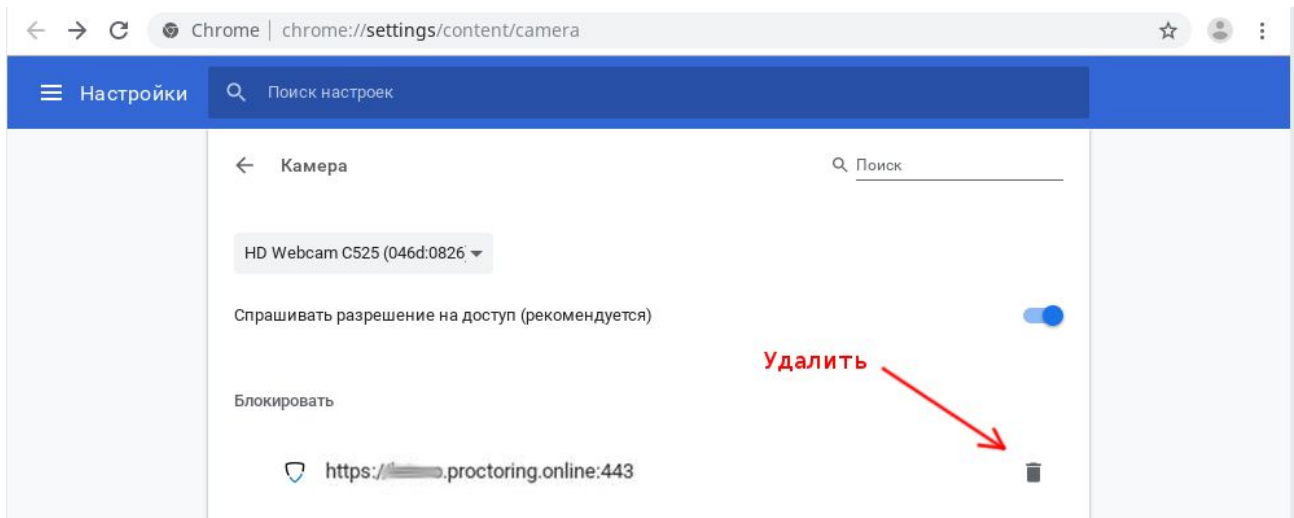 Chrome | chrome://settings/content/camera
Настройки
Поиск настроек
Камера
Поиск
HD Webcam C525 (046d:0826)
Спрашивать разрешение на доступ (рекомендуется)
Удалить
Блокировать
https:// .proctoring.online:443